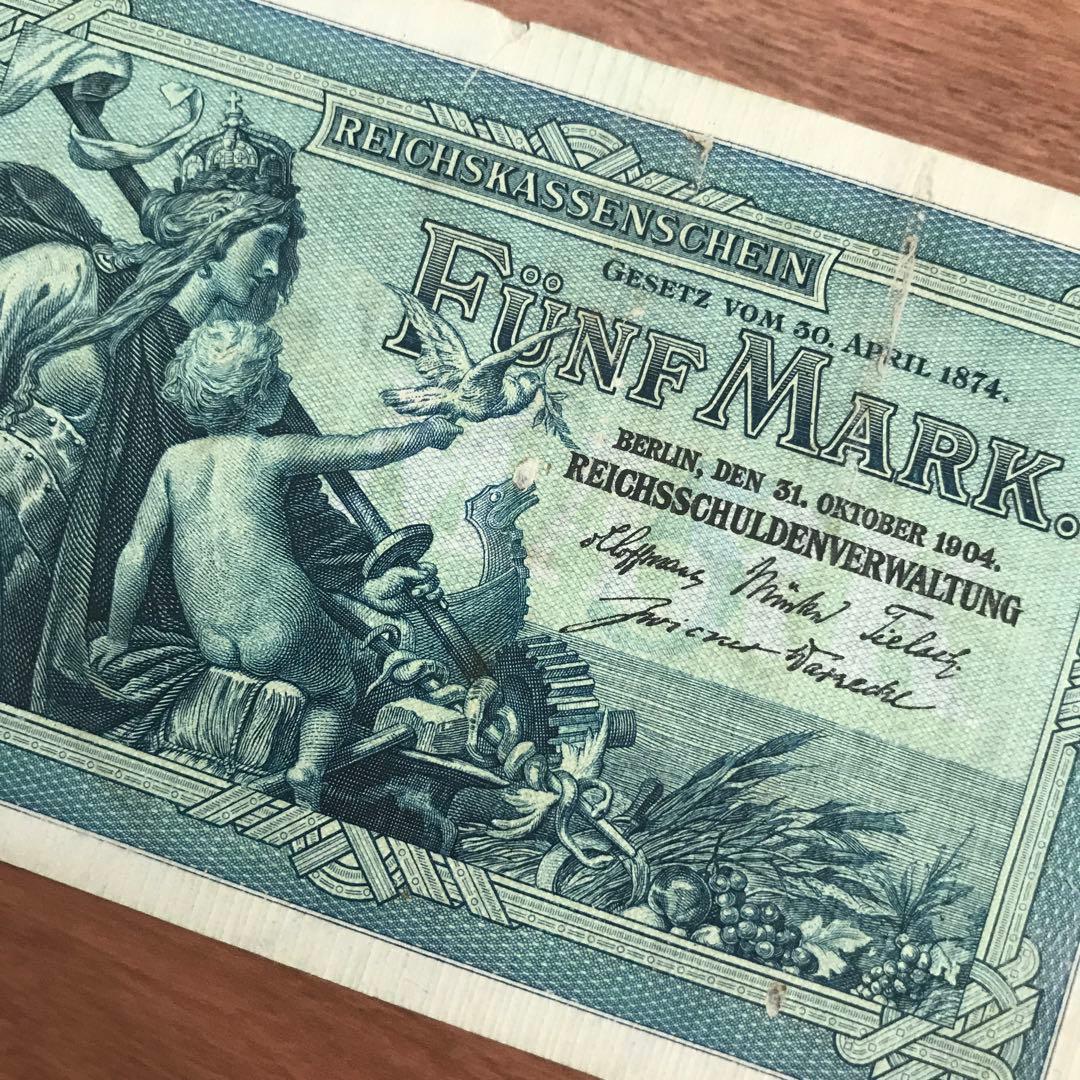 REICHSKASSENSCHEIN
GESETZ VOM 30. APRIL 1874.
FÜNF MARK.
BERLIN, DEN 31. OKTOBER 1904.
REICHSSCHULDENVERWALTUNG